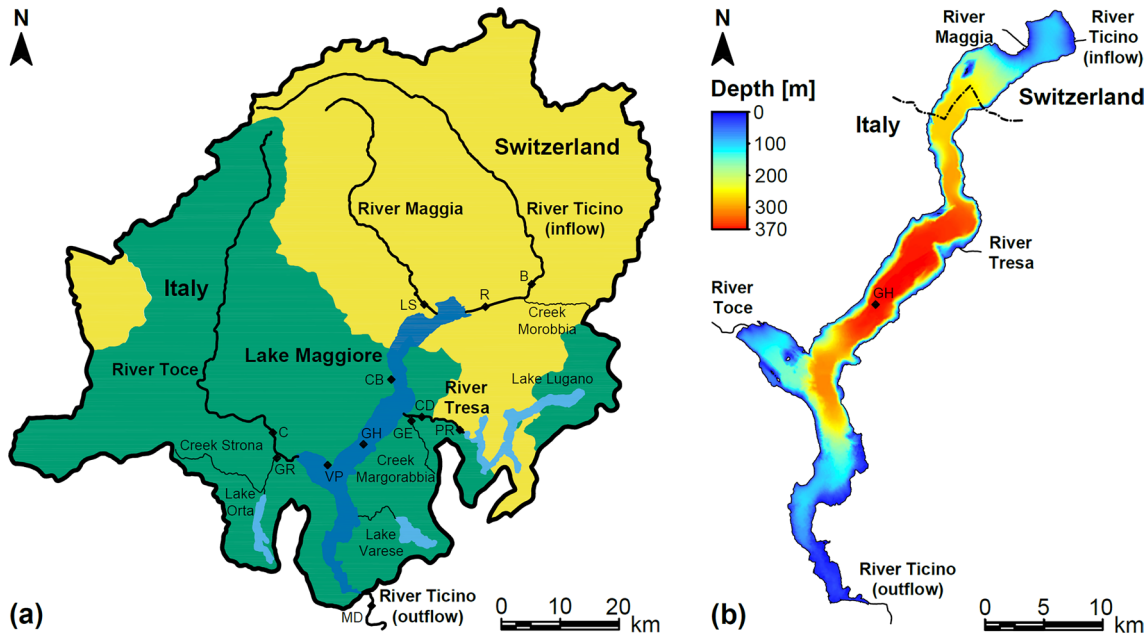 N
Switzerland
River Maggia
River Ticino
(inflow)
Italy
B
LS
R
Creek
Morobbia
Lake Maggiore
River Toce
CB
Lake Lugano
River
Tresa
CD
GE
PR
C
Creek Strona
GH
GR
VP
Creek
Margorabbia
Lake
Orta
Lake
Varese
River Ticino
(outflow)
MD
(a)
0 10 20
km
N
River
Maggia
River
Ticino
(inflow)
Depth [m]
0
100
200
300
370
Switzerland
Italy
River
Tresa
GH
River
Toce
River Ticino
(outflow)
(b)
0 5 10
km